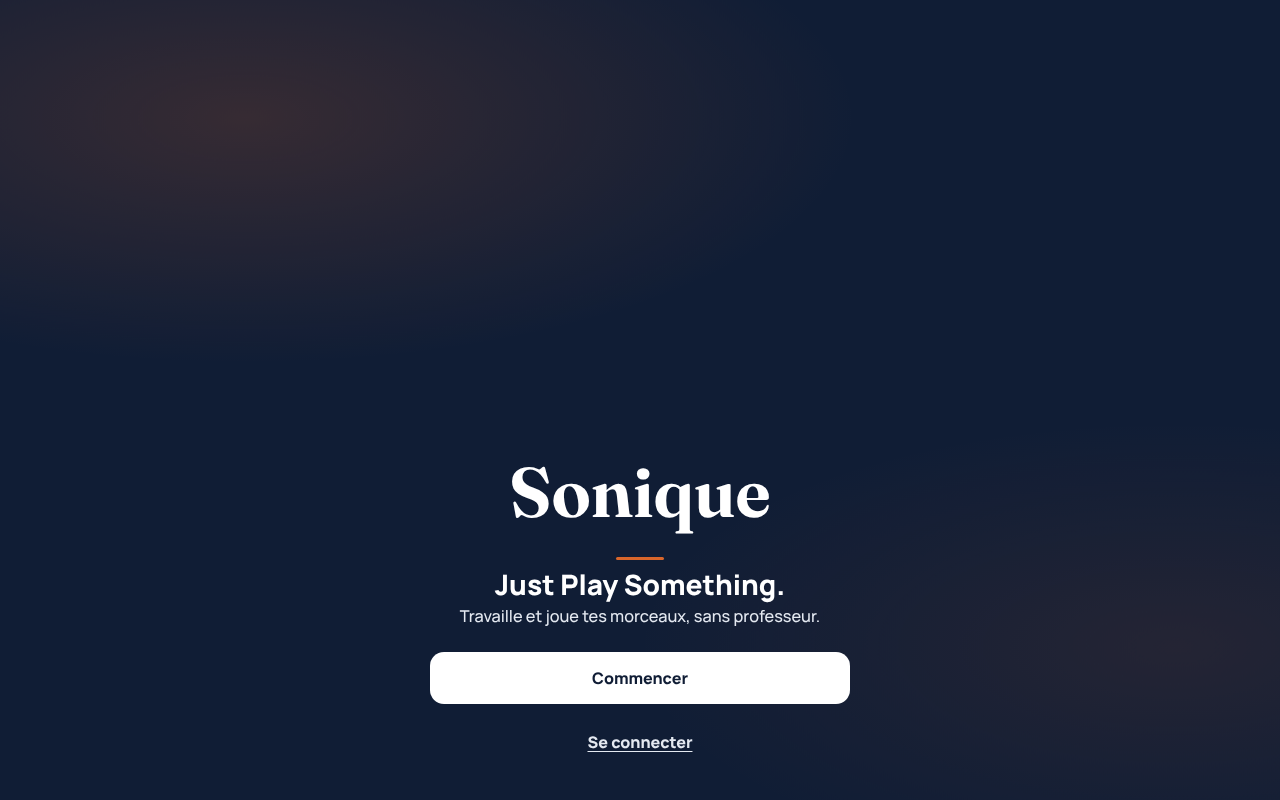 Sonique
Just Play Something.
Travaille et joue tes morceaux, sans professeur.
Commencer
Se connecter